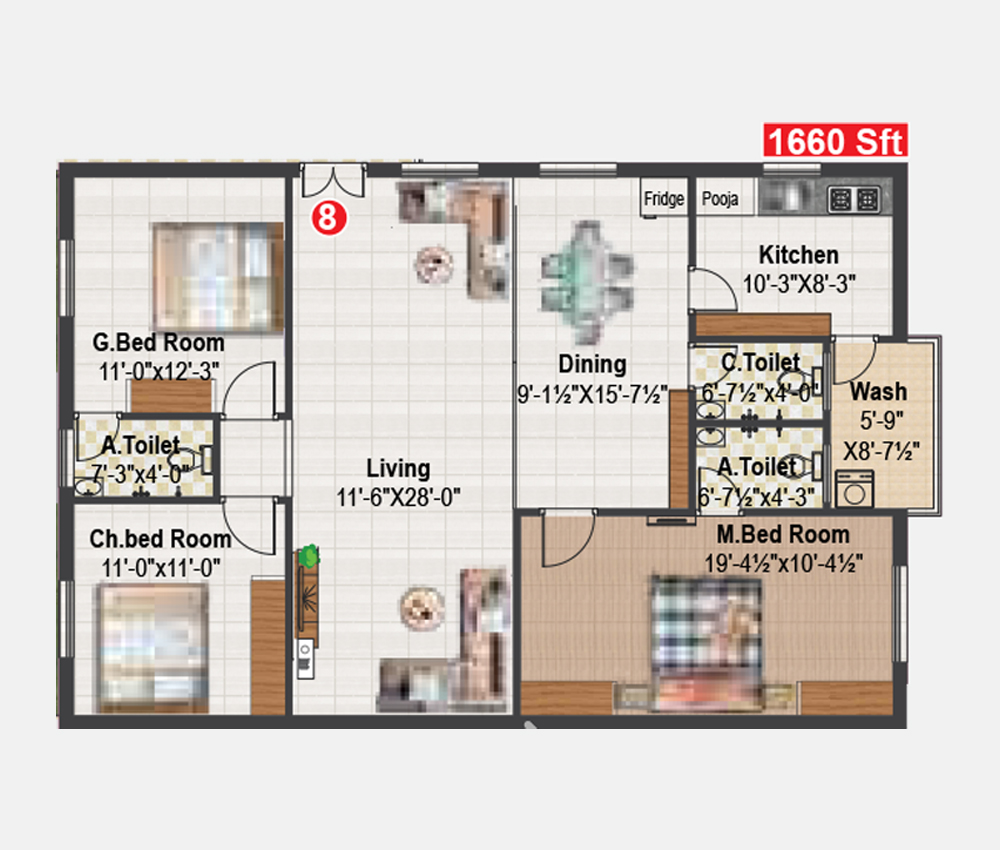 1660 Sft
8
Fridge
Pooja
Kitchen
10'-3"X8'-3"
G.Bed Room
11'-0"x12'-3"
Dining
9'-1½"X15'-7½"
C.Toilet
6'-7½"x4'-0"
Wash
5'-9"
X8'-7½"
A.Toilet
7'-3"x4'-0"
Living
11'-6"X28'-0"
A.Toilet
6'-7½"x4'-3"
Ch.bed Room
11'-0"x11'-0"
M.Bed Room
19'-4½"x10'-4½"